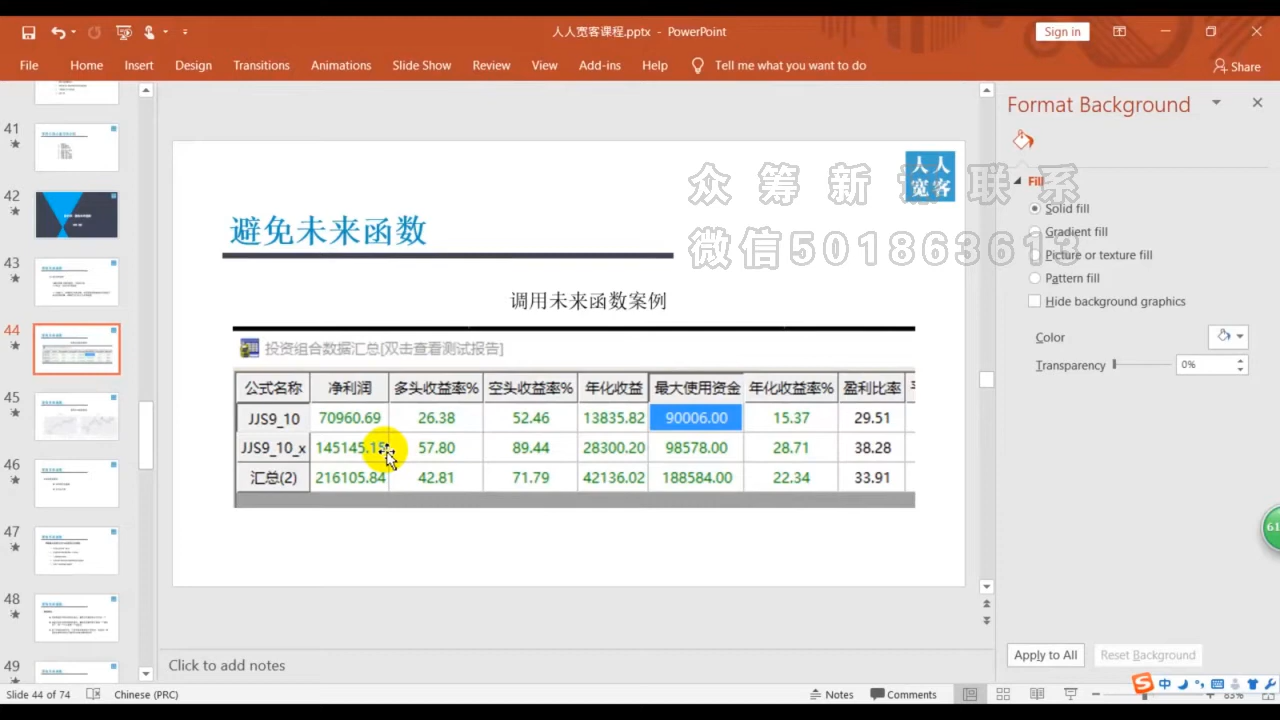 人人宽客课程.pptx - PowerPoint
Sign in
File Home Insert Design Transitions Animations Slide Show Review View Add-ins Help Tell me what you want to do
Share
41
42
43
44
45
46
47
48
49
人人
宽客
避免未来函数
调用未来函数案例
投资组合数据汇总[双击查看测试报告]
公式名称 净利润 多头收益率% 空头收益率% 年化收益 最大使用资金 年化收益率% 盈利比率
JJS9_10 70960.69 26.38 52.46 13835.82 90006.00 15.37 29.51
JJS9_10_x 145145.15 57.80 89.44 28300.20 98578.00 28.71 38.28
汇总(2) 216105.84 42.81 71.79 42136.02 188584.00 22.34 33.91
众筹新 联系
微信501863613
Format Background
Fill
Solid fill
Gradient fill
Picture or texture fill
Pattern fill
Hide background graphics
Color
Transparency 0%
61
Apply to All Reset Background
Click to add notes
Slide 44 of 74 Chinese (PRC) Notes Comments 83%
中